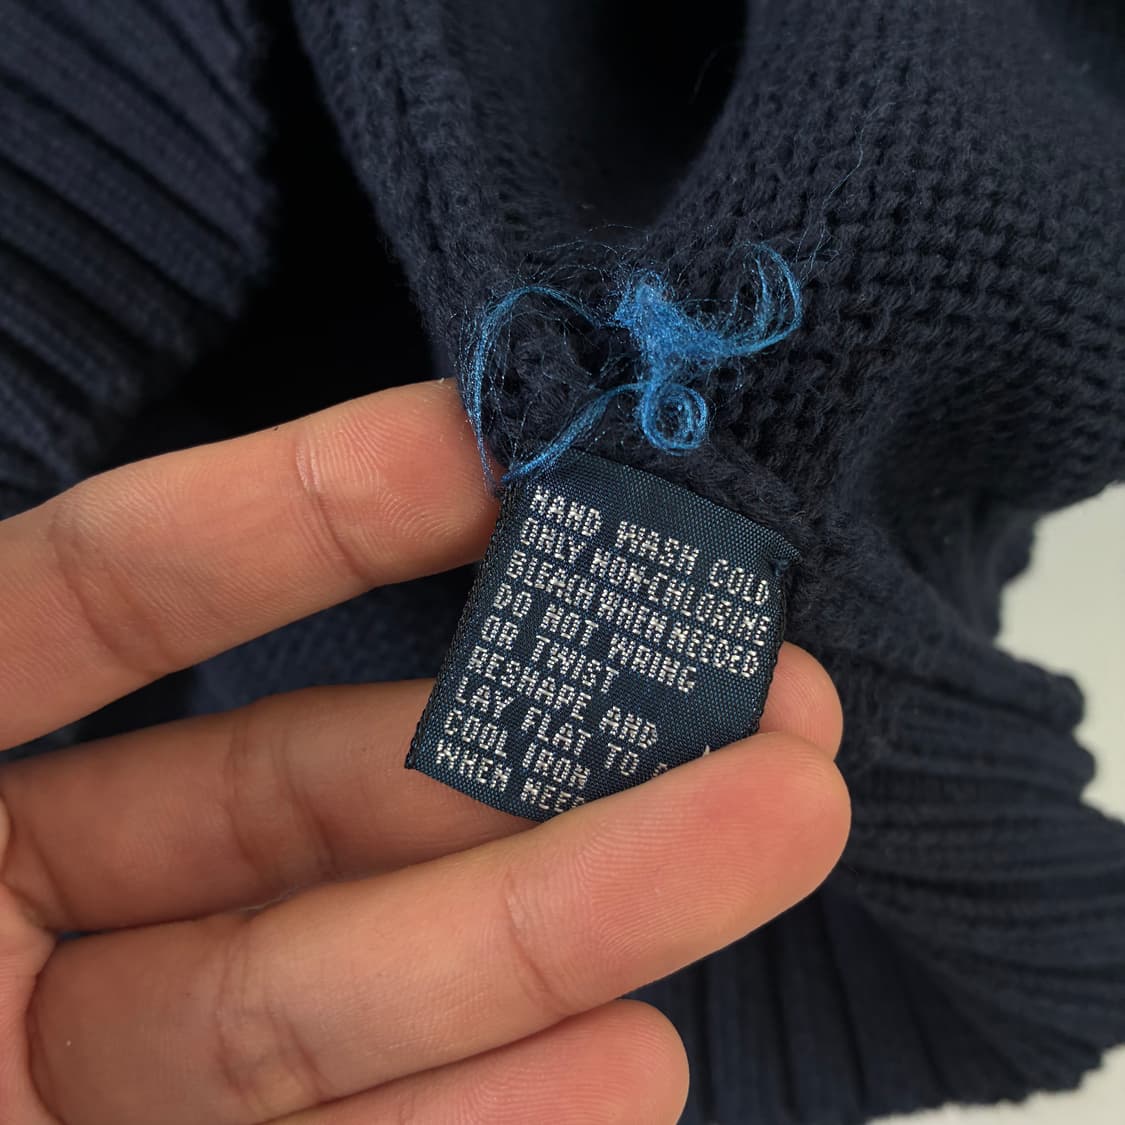 HAND WASH COLD
ONLY NON-CHLORINE
BLEACH WHEN NEEDED
DO NOT WRING
OR TWIST
RESHAPE AND
LAY FLAT TO
COOL IRON
WHEN